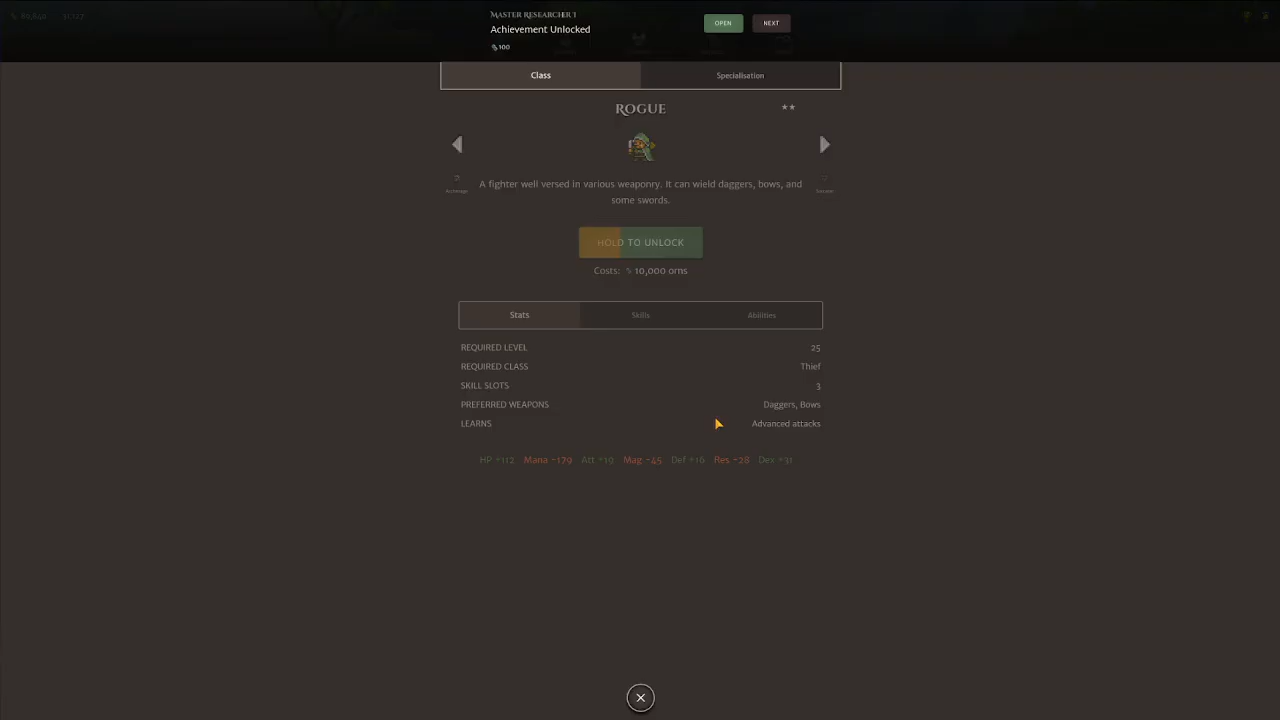 MASTER RESEARCHER I
Achievement Unlocked
100
OPEN
NEXT
Class
Specialisation
ROGUE
★★
Archmage
A fighter well versed in various weaponry. It can wield daggers, bows, and
some swords.
HOLD TO UNLOCK
Costs: 10,000 orns
Stats
Skills
Abilities
REQUIRED LEVEL 25
REQUIRED CLASS Thief
SKILL SLOTS 3
PREFERRED WEAPONS Daggers, Bows
LEARNS Advanced attacks
HP +112 Mana -179 Att +19 Mag -45 Def +16 Res -28 Dex +31